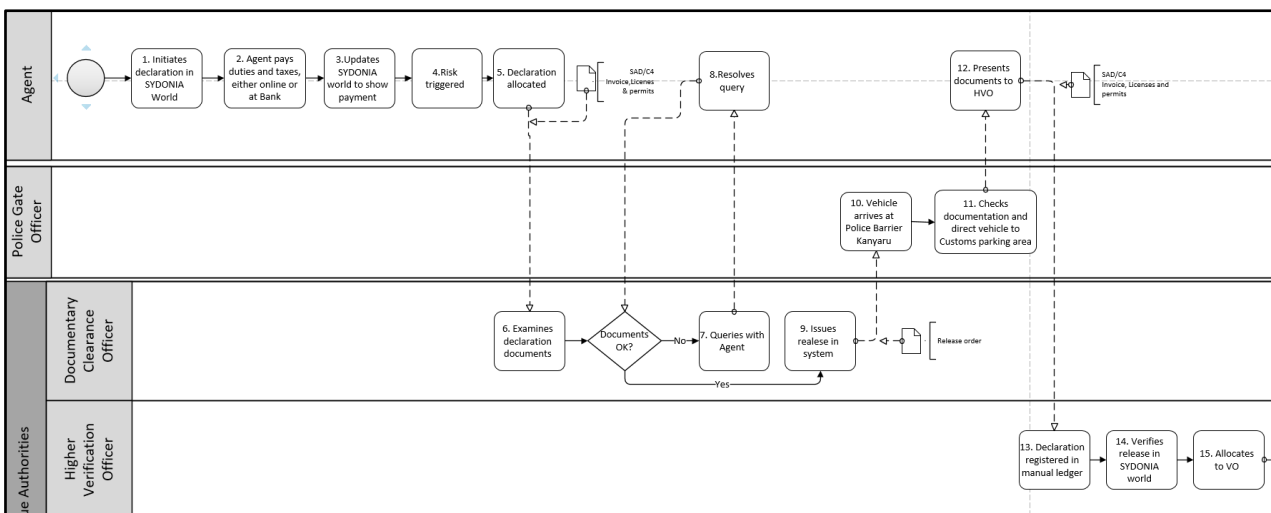 Agent
1. Initiates
declaration in
SYDONIA
World
2. Agent pays
duties and taxes,
either online or
at Bank
3.Updates
SYDONIA
world to show
payment
4.Risk
triggered
5. Declaration
allocated
SAD/C4
Invoice,Licenses
& permits
8.Resolves
query
12. Presents
documents to
HVO
SAD/C4
Invoice, Licenses and
permits
Police Gate
Officer
10. Vehicle
arrives at
Police Barrier
Kanyaru
11. Checks
documentation and
direct vehicle to
Customs parking area
ue Authorities
Documentary
Clearance
Officer
6. Examines
declaration
documents
Documents
OK?
No
7. Queries with
Agent
Yes
9. Issues
realese in
system
Release order
Higher
Verification
Officer
13. Declaration
registered in
manual ledger
14. Verifies
release in
SYDONIA
world
15. Allocates
to VO